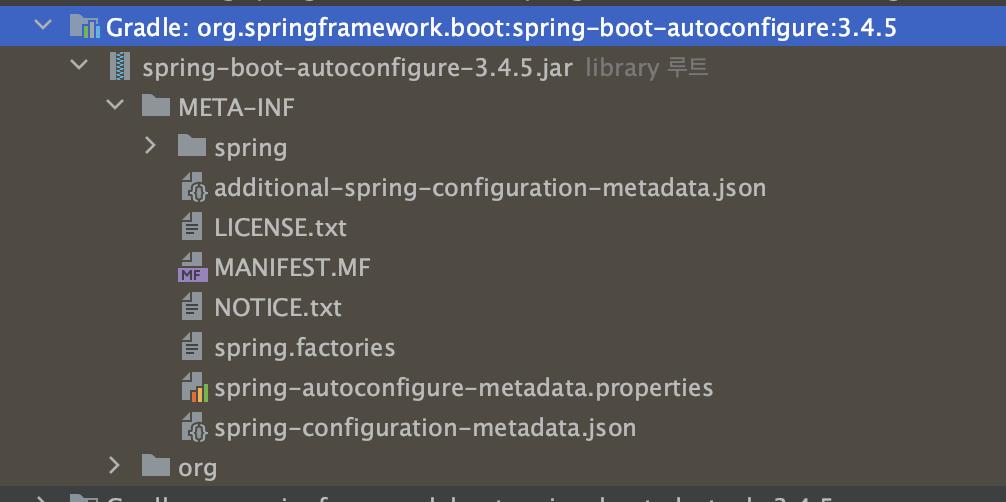 Gradle: org.springframework.boot:spring-boot-autoconfigure:3.4.5
spring-boot-autoconfigure-3.4.5.jar library 루트
META-INF
spring
additional-spring-configuration-metadata.json
LICENSE.txt
MF MANIFEST.MF
NOTICE.txt
spring.factories
spring-autoconfigure-metadata.properties
spring-configuration-metadata.json
org